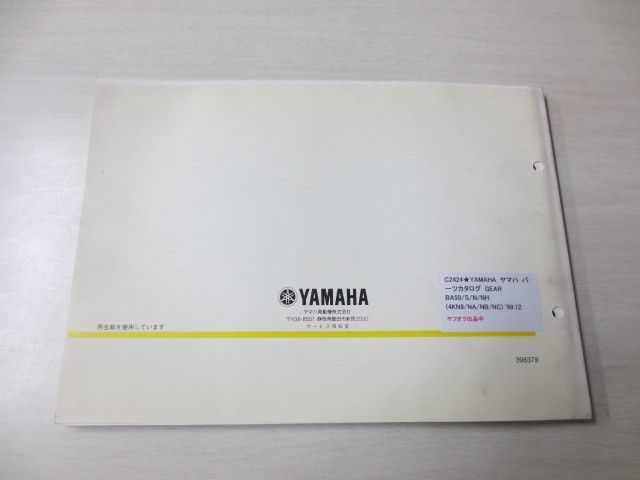 YAMAHA
ヤマハ発動機株式会社
〒438-8501 静岡県磐田市新貝2500
サービス情報室
再生紙を使用しています
C2424★YAMAHA ヤマハ パ
ーツカタログ GEAR
BA50/S/N/NH
(4KN9/NA/NB/NC)'99.12
ヤフオク出品中
398379